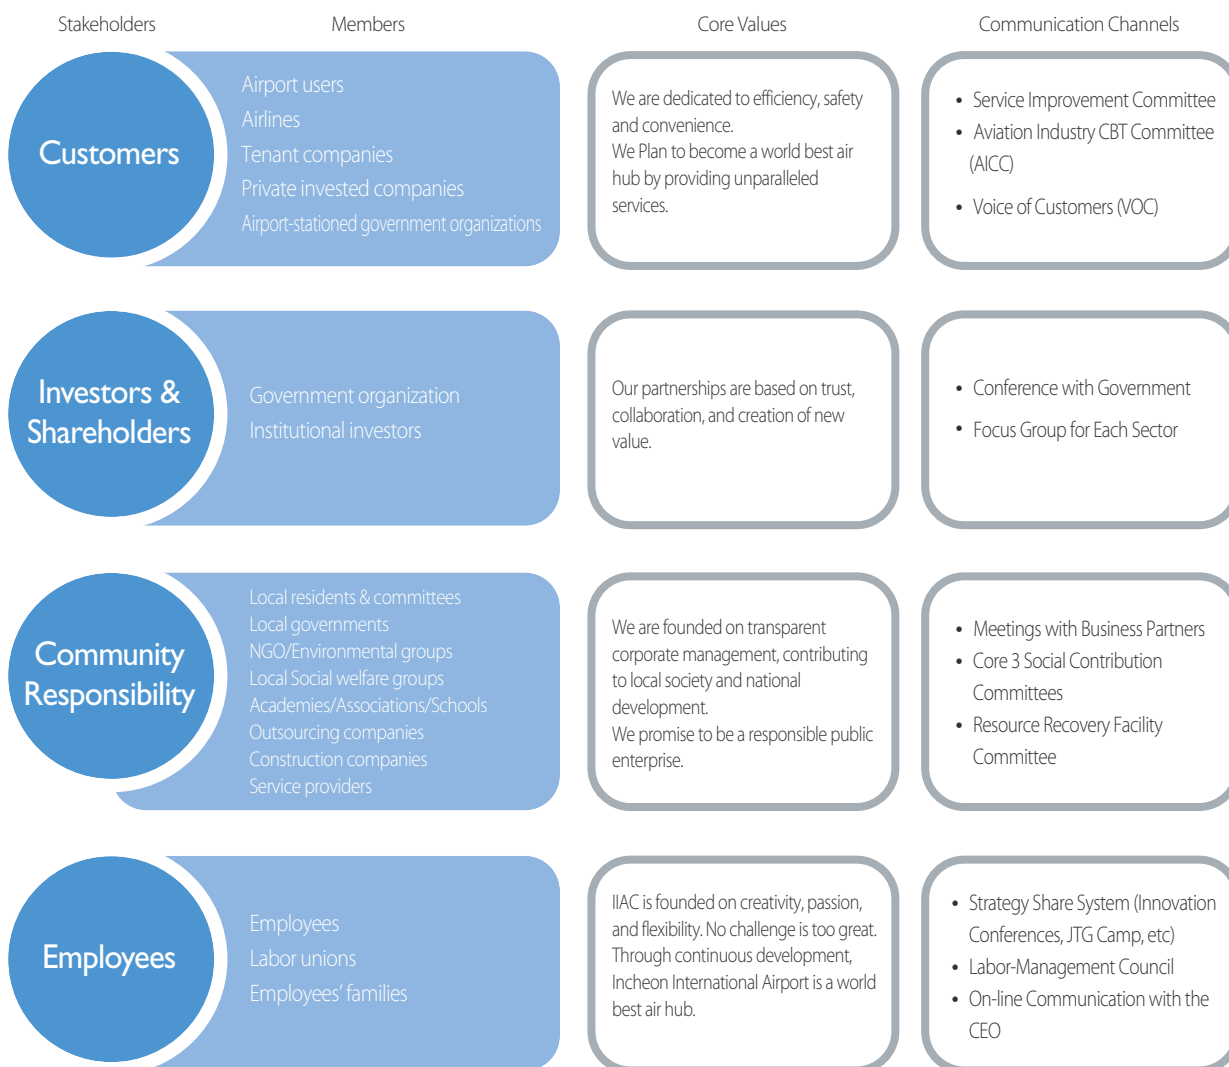 Stakeholders
Members
Core Values
Communication Channels
Customers
Airport users
Airlines
Tenant companies
Private invested companies
Airport-stationed government organizations
We are dedicated to efficiency, safety
and convenience.
We Plan to become a world best air
hub by providing unparalleled
services.
• Service Improvement Committee
• Aviation Industry CBT Committee
(AICC)
• Voice of Customers (VOC)
Investors &
Shareholders
Government organization
Institutional investors
Our partnerships are based on trust,
collaboration, and creation of new
value.
• Conference with Government
• Focus Group for Each Sector
Community
Responsibility
Local residents & committees
Local governments
NGO/Environmental groups
Local Social welfare groups
Academies/Associations/Schools
Outsourcing companies
Construction companies
Service providers
We are founded on transparent
corporate management, contributing
to local society and national
development.
We promise to be a responsible public
enterprise.
• Meetings with Business Partners
• Core 3 Social Contribution
Committees
• Resource Recovery Facility
Committee
Employees
Employees
Labor unions
Employees’ families
IIAC is founded on creativity, passion,
and flexibility. No challenge is too great.
Through continuous development,
Incheon International Airport is a world
best air hub.
• Strategy Share System (Innovation
Conferences, JTG Camp, etc)
• Labor-Management Council
• On-line Communication with the
CEO